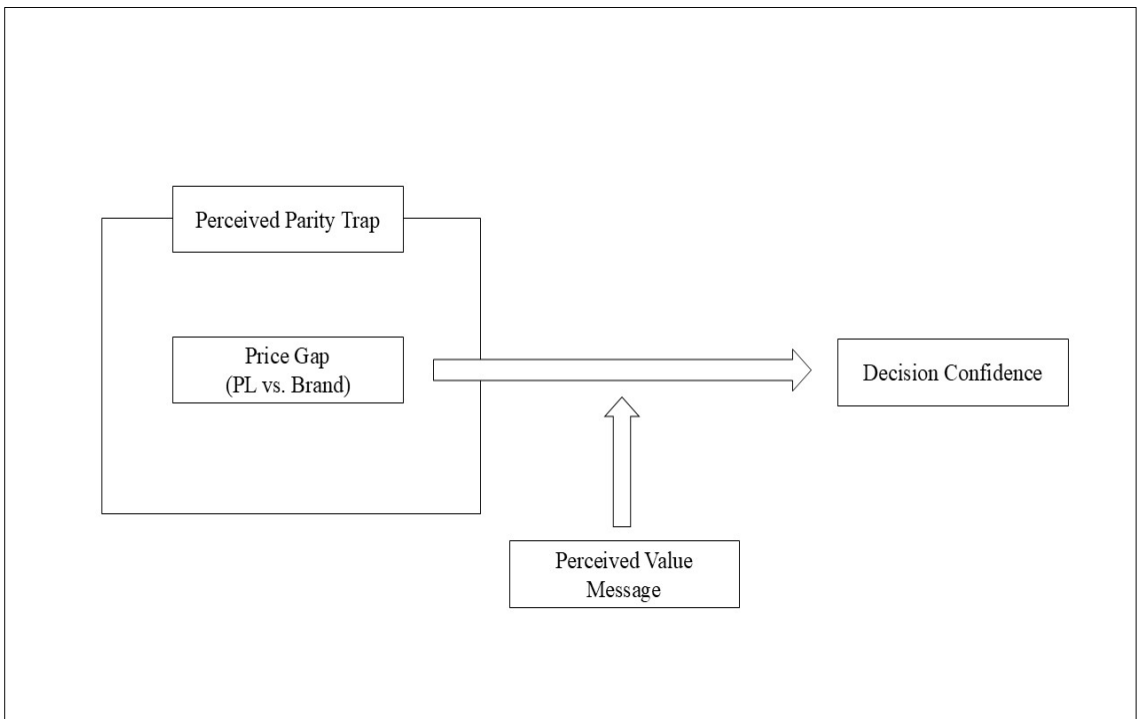 Perceived Parity Trap
Price Gap
(PL vs. Brand)
Decision Confidence
Perceived Value
Message